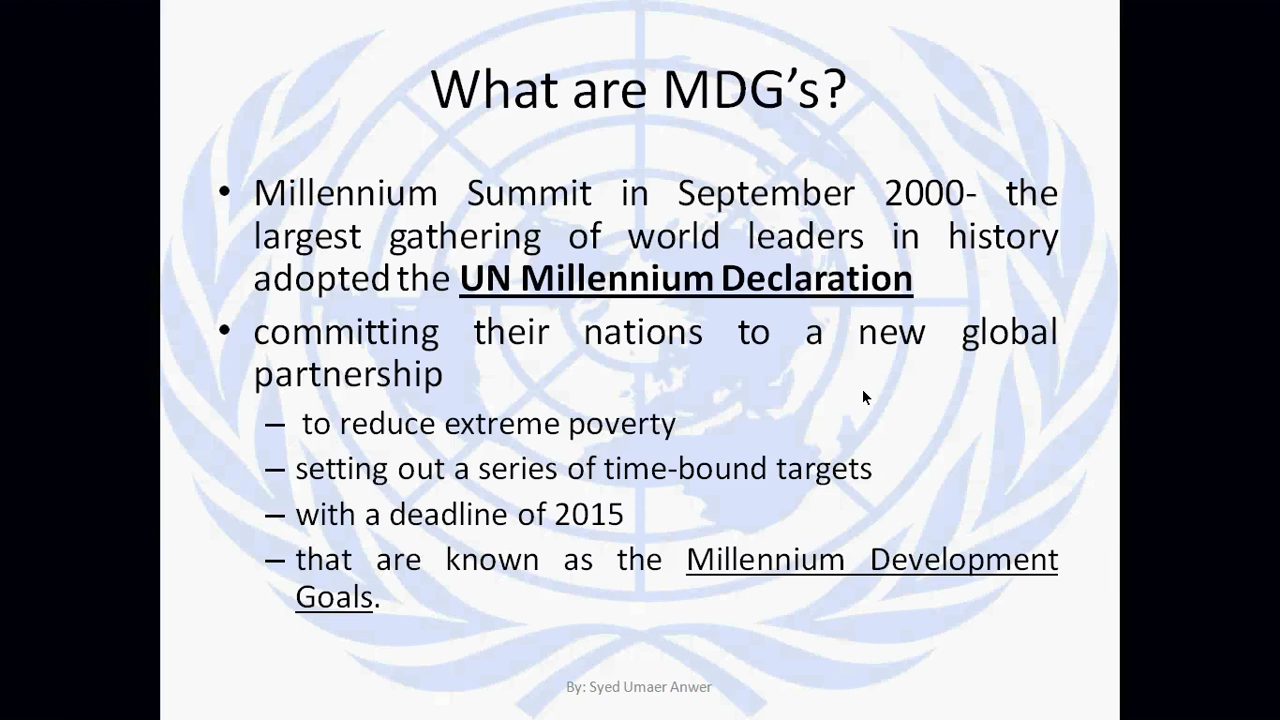 What are MDG’s?
• Millennium Summit in September 2000- the
largest gathering of world leaders in history
adopted the UN Millennium Declaration
• committing their nations to a new global
partnership
– to reduce extreme poverty
– setting out a series of time-bound targets
– with a deadline of 2015
– that are known as the Millennium Development
Goals.
By: Syed Umaer Anwer